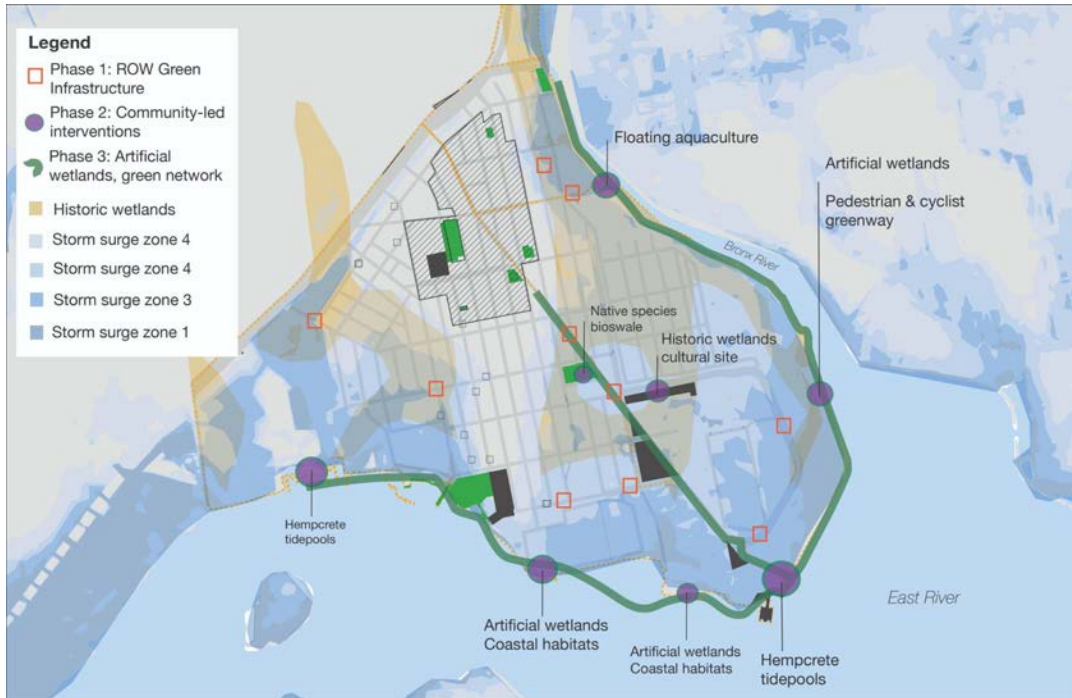 Legend
Phase 1: ROW Green
Infrastructure
Phase 2: Community-led
interventions
Phase 3: Artificial
wetlands, green network
Historic wetlands
Storm surge zone 4
Storm surge zone 4
Storm surge zone 3
Storm surge zone 1
Floating aquaculture
Artificial wetlands
Pedestrian & cyclist
greenway
Bronx River
Native species
bioswale
Historic wetlands
cultural site
Hempcrete
tidepools
East River
Artificial wetlands
Coastal habitats
Artificial wetlands
Coastal habitats
Hempcrete
tidepools